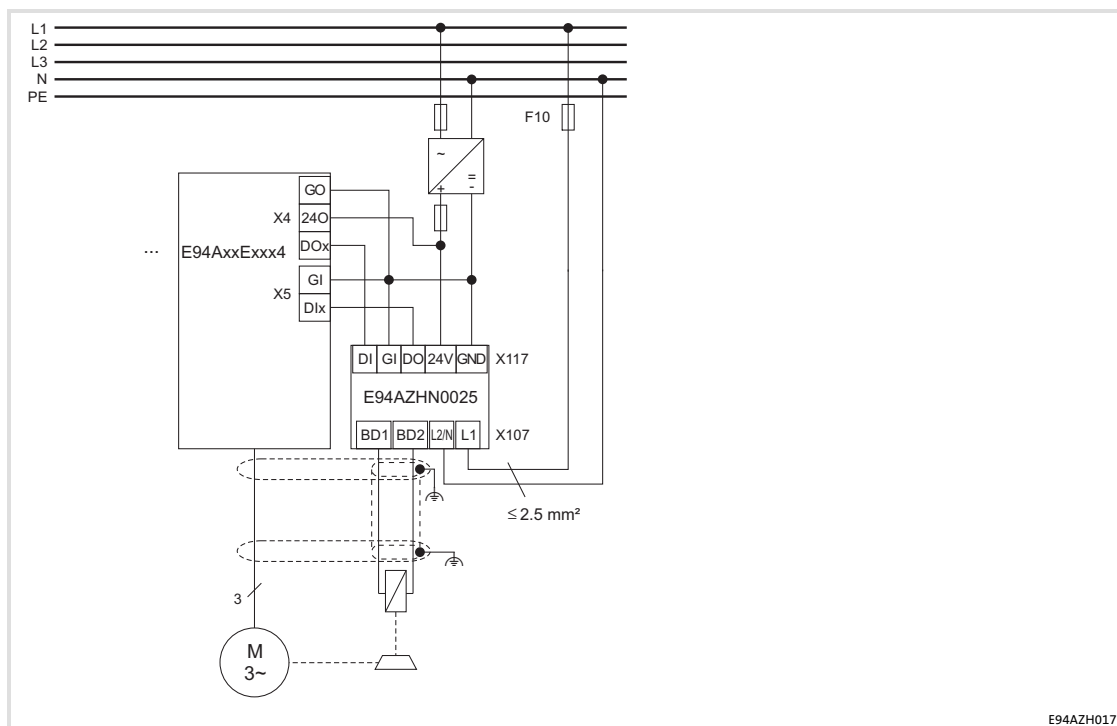 L1
L2
L3
N
PE
F10
~
=
+ -
GO
X4 24O
... E94AxxExxx4 DOx
GI
X5
DIx
DI GI DO 24V GND X117
E94AZHN0025
BD1 BD2 L2/N L1 X107
≤ 2.5 mm²
3
M
3~
E94AZH017